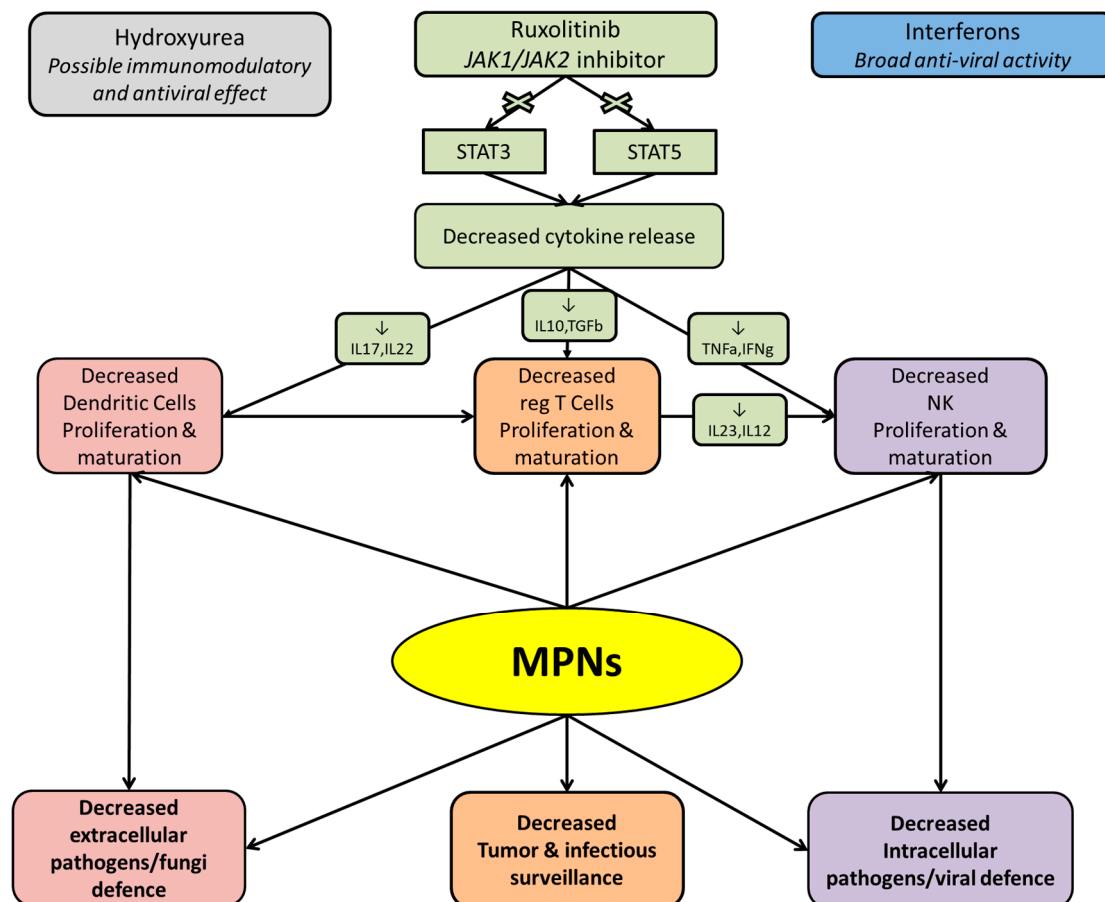 Hydroxyurea
Possible immunomodulatory
and antiviral effect
Ruxolitinib
JAK1/JAK2 inhibitor
Interferons
Broad anti-viral activity
STAT3
STAT5
Decreased cytokine release
↓
IL17,IL22
↓
IL10,TGFb
↓
TNFa,IFNg
Decreased
Dendritic Cells
Proliferation &
maturation
Decreased
reg T Cells
Proliferation &
maturation
↓
IL23,IL12
Decreased
NK
Proliferation &
maturation
MPNs
Decreased
extracellular
pathogens/fungi
defence
Decreased
Tumor & infectious
surveillance
Decreased
Intracellular
pathogens/viral defence